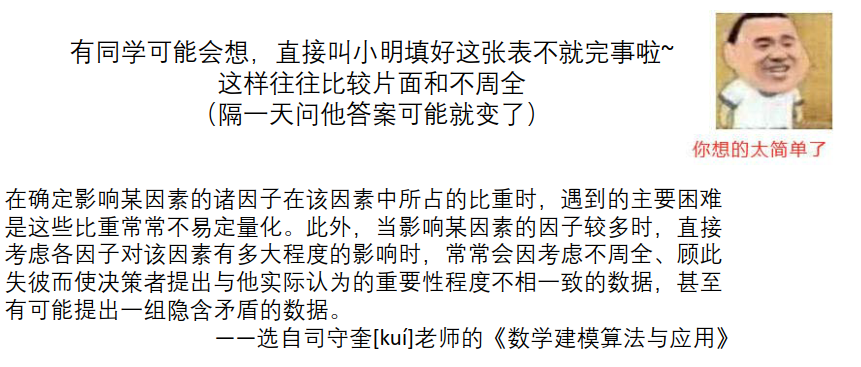 有同学可能会想，直接叫小明填好这张表不就完事啦~
这样往往比较片面和不周全
（隔一天问他答案可能就变了）
你想的太简单了
在确定影响某因素的诸因子在该因素中所占的比重时，遇到的主要困难
是这些比重常常不易定量化。此外，当影响某因素的因子较多时，直接
考虑各因子对该因素有多大程度的影响时，常常会因考虑不周全、顾此
失彼而使决策者提出与他实际认为的重要性程度不相一致的数据，甚至
有可能提出一组隐含矛盾的数据。
——选自司守奎[kuí]老师的《数学建模算法与应用》